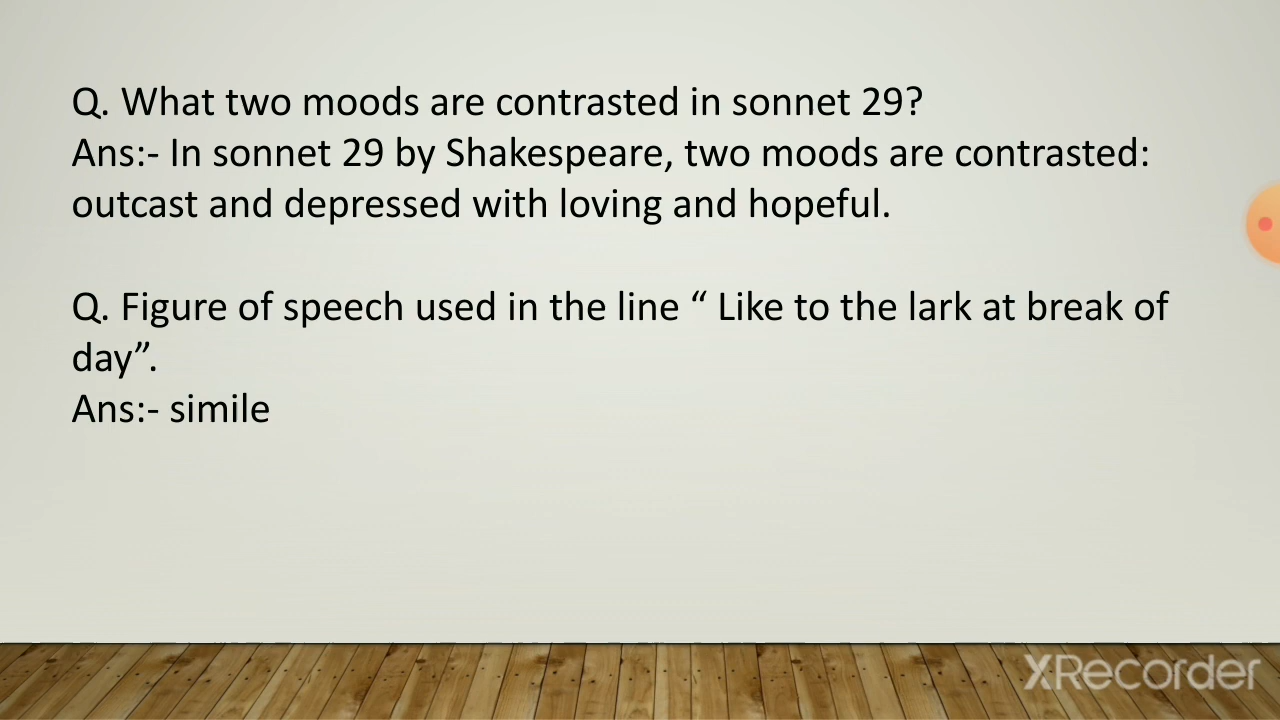 Q. What two moods are contrasted in sonnet 29?
Ans:- In sonnet 29 by Shakespeare, two moods are contrasted:
outcast and depressed with loving and hopeful.
Q. Figure of speech used in the line “ Like to the lark at break of
day”.
Ans:- simile
XRecorder